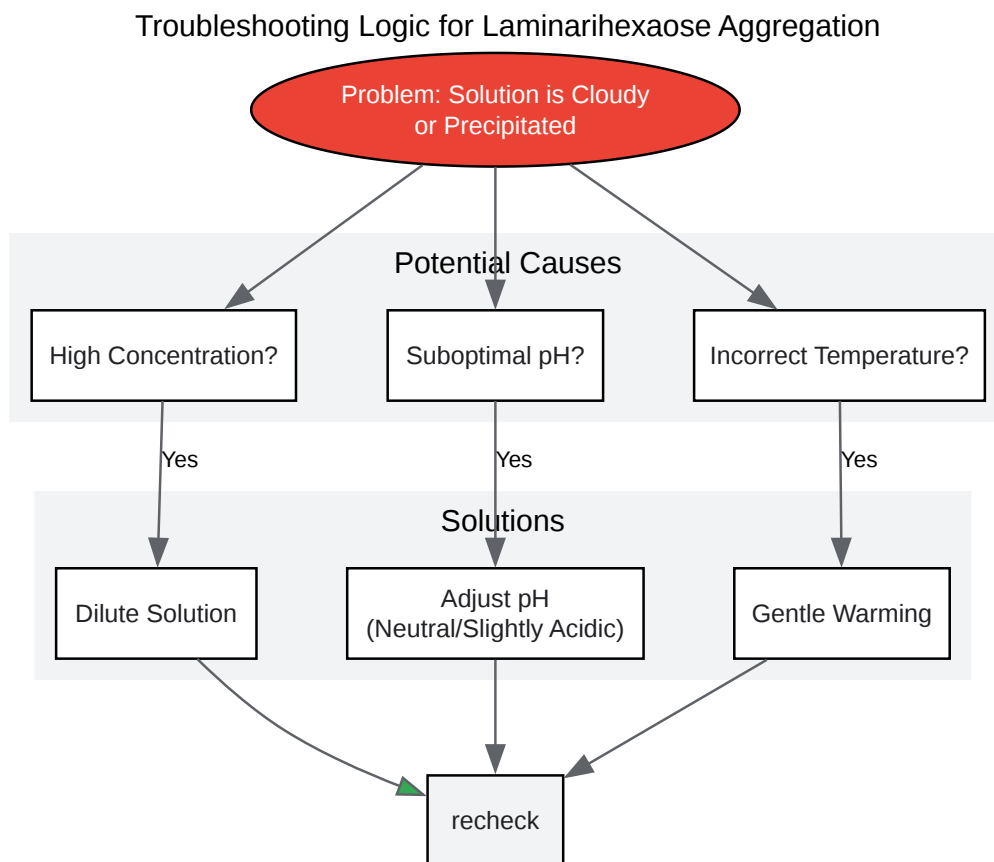 Troubleshooting Logic for Laminarihexaose Aggregation
Problem: Solution is Cloudy
or Precipitated
Potential Causes
High Concentration?
Suboptimal pH?
Incorrect Temperature?
Yes
Yes
Yes
Solutions
Dilute Solution
Adjust pH
(Neutral/Slightly Acidic)
Gentle Warming
recheck